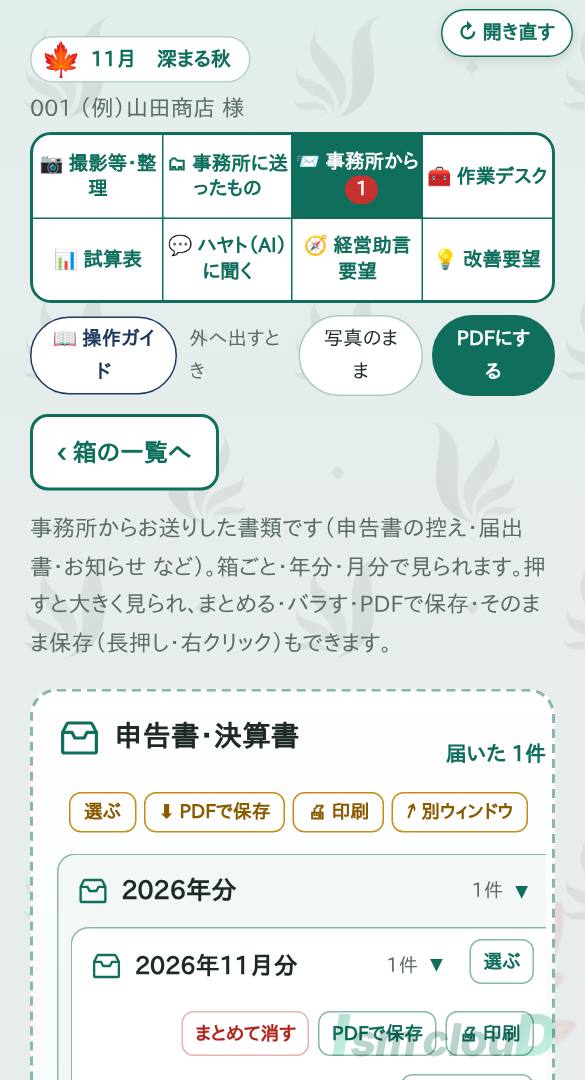 開き直す
11月 深まる秋
001 (例)山田商店 様
撮影等・整
理
事務所に送
ったもの
事務所から
1
作業デスク
試算表
ハヤト(AI)
に聞く
経営助言
要望
改善要望
操作ガイ
ド
外へ出すと
き
写真のま
ま
PDFにす
る
‹ 箱の一覧へ
事務所からお送りした書類です(申告書の控え・届出
書・お知らせ など)。箱ごと・年分・月分で見られます。押
すと大きく見られ、まとめる・バラす・PDFで保存・そのま
ま保存(長押し・右クリック)もできます。
申告書・決算書
届いた 1件
選ぶ
⬇ PDFで保存
印刷
↗ 別ウィンドウ
2026年分
1件 ▼
2026年11月分
1件 ▼
選ぶ
まとめて消す
PDFで保存
印刷